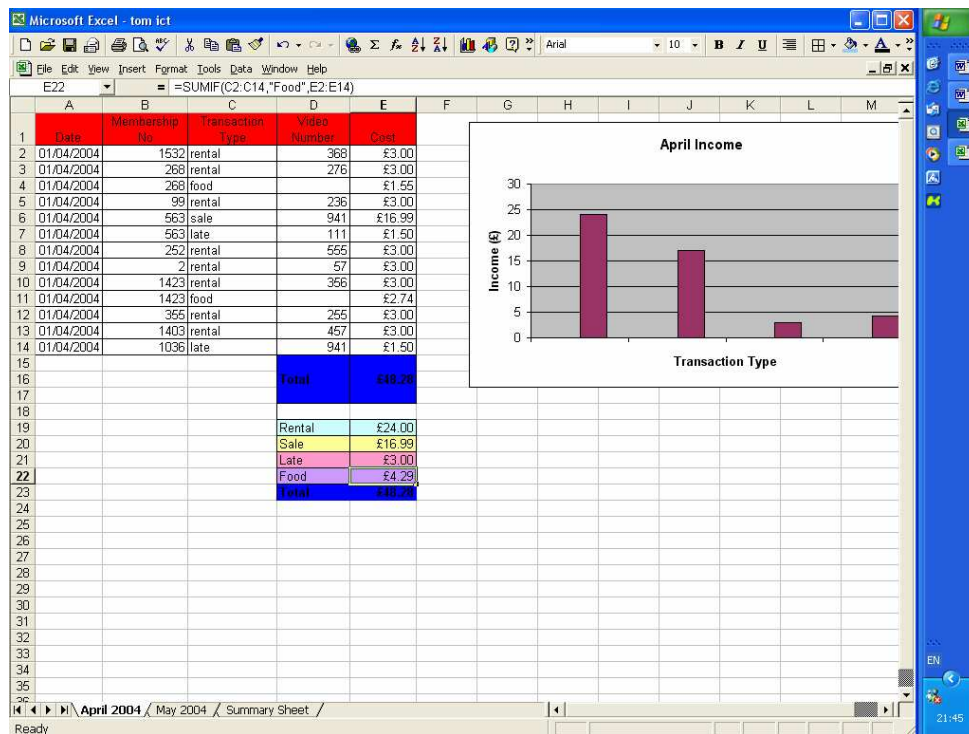 Microsoft Excel - tom ict
Arial 10 B I U
File Edit View Insert Format Tools Data Window Help
E22 = =SUMIF(C2:C14,"Food",E2:E14)
A B C D E F G H I J K L M
1 Date Membership No Transaction Type Video Number Cost
2 01/04/2004 1532 rental 368 £3.00
3 01/04/2004 268 rental 276 £3.00
4 01/04/2004 268 food £1.55
5 01/04/2004 99 rental 236 £3.00
6 01/04/2004 563 sale 941 £16.99
7 01/04/2004 563 late 111 £1.50
8 01/04/2004 252 rental 555 £3.00
9 01/04/2004 2 rental 57 £3.00
10 01/04/2004 1423 rental 356 £3.00
11 01/04/2004 1423 food £2.74
12 01/04/2004 355 rental 255 £3.00
13 01/04/2004 1403 rental 457 £3.00
14 01/04/2004 1036 late 941 £1.50
15
16 Total £48.28
17
18
19 Rental £24.00
20 Sale £16.99
21 Late £3.00
22 Food £4.29
23 Total £48.28
24
25
26
27
28
29
30
31
32
33
34
35
36
April Income
30
25
20
15
10
5
0
Income (£)
Transaction Type
April 2004 May 2004 Summary Sheet
Ready
EN
21:45